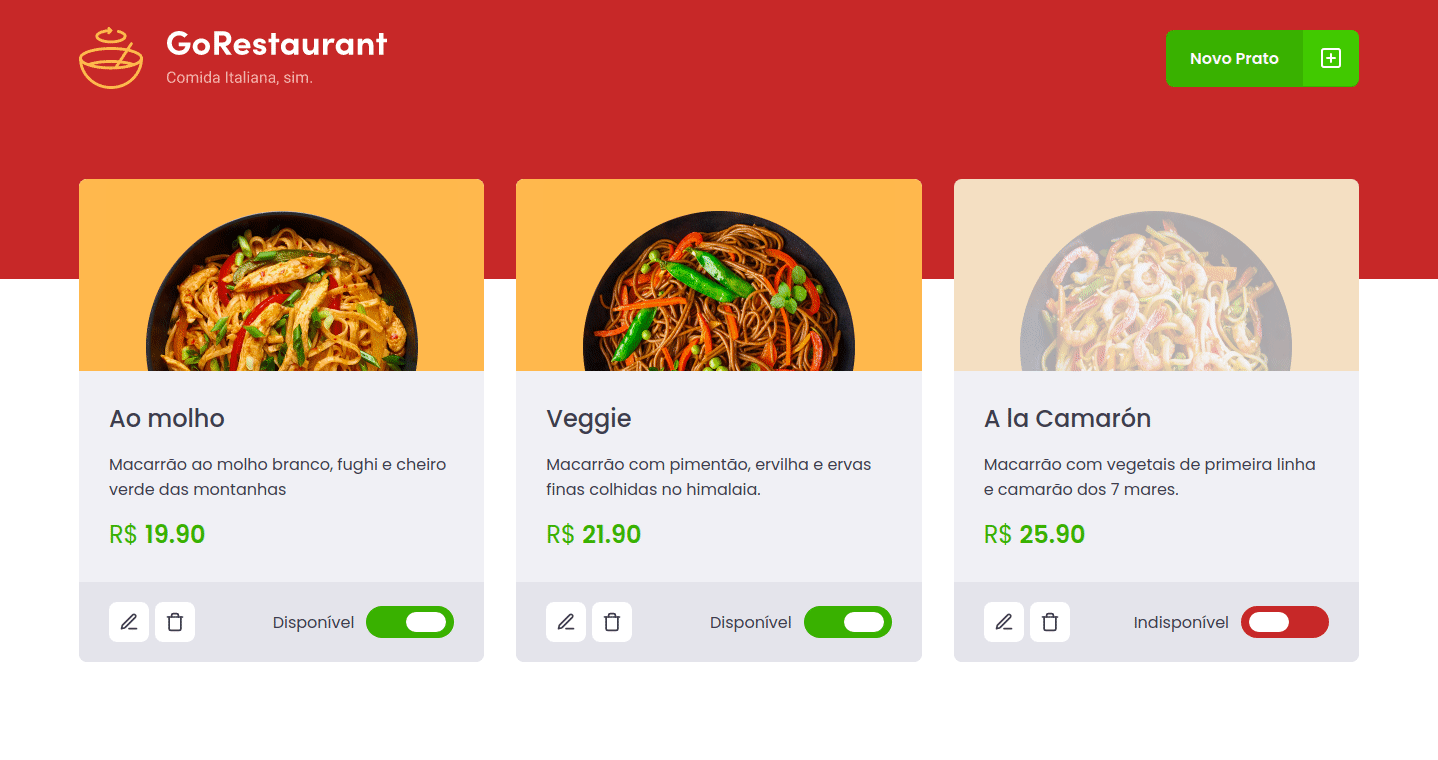 GoRestaurant
Comida Italiana, sim.
Novo Prato
Ao molho
Macarrão ao molho branco, fughi e cheiro
verde das montanhas
R$ 19.90
Disponível
Veggie
Macarrão com pimentão, ervilha e ervas
finas colhidas no himalaia.
R$ 21.90
Disponível
A la Camarón
Macarrão com vegetais de primeira linha
e camarão dos 7 mares.
R$ 25.90
Indisponível